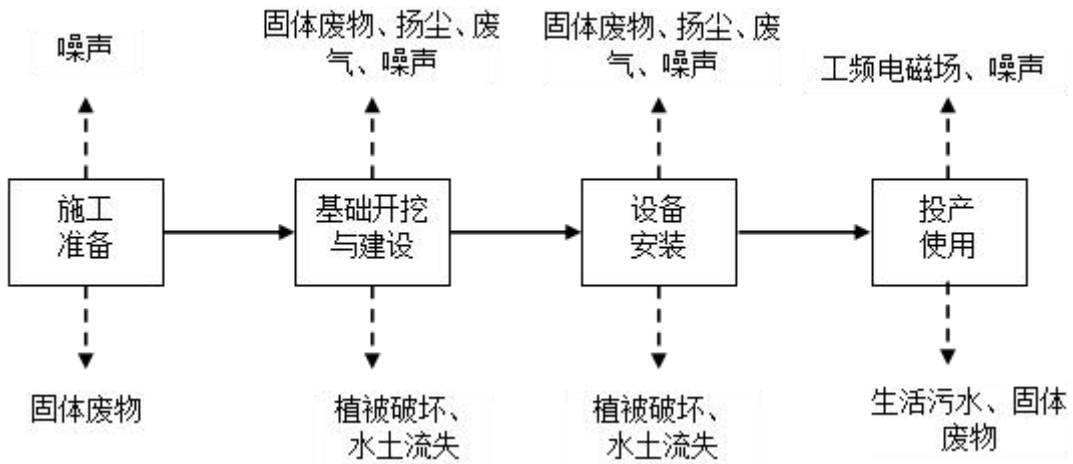 噪声
固体废物、扬尘、废
气、噪声
固体废物、扬尘、废
气、噪声
工频电磁场、噪声
施工
准备
基础开挖
与建设
设备
安装
投产
使用
固体废物
植被破坏、
水土流失
植被破坏、
水土流失
生活污水、固体
废物